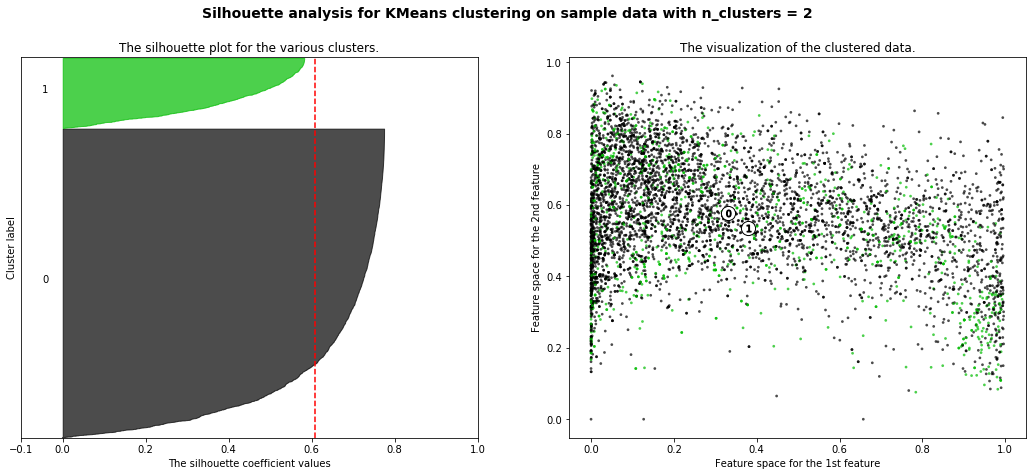 Silhouette analysis for KMeans clustering on sample data with n_clusters = 2
The silhouette plot for the various clusters.
Cluster label
1
0
−0.1 0.0 0.2 0.4 0.6 0.8 1.0
The silhouette coefficient values
The visualization of the clustered data.
Feature space for the 2nd feature
1.0
0.8
0.6
0.4
0.2
0.0
0
1
0.0 0.2 0.4 0.6 0.8 1.0
Feature space for the 1st feature